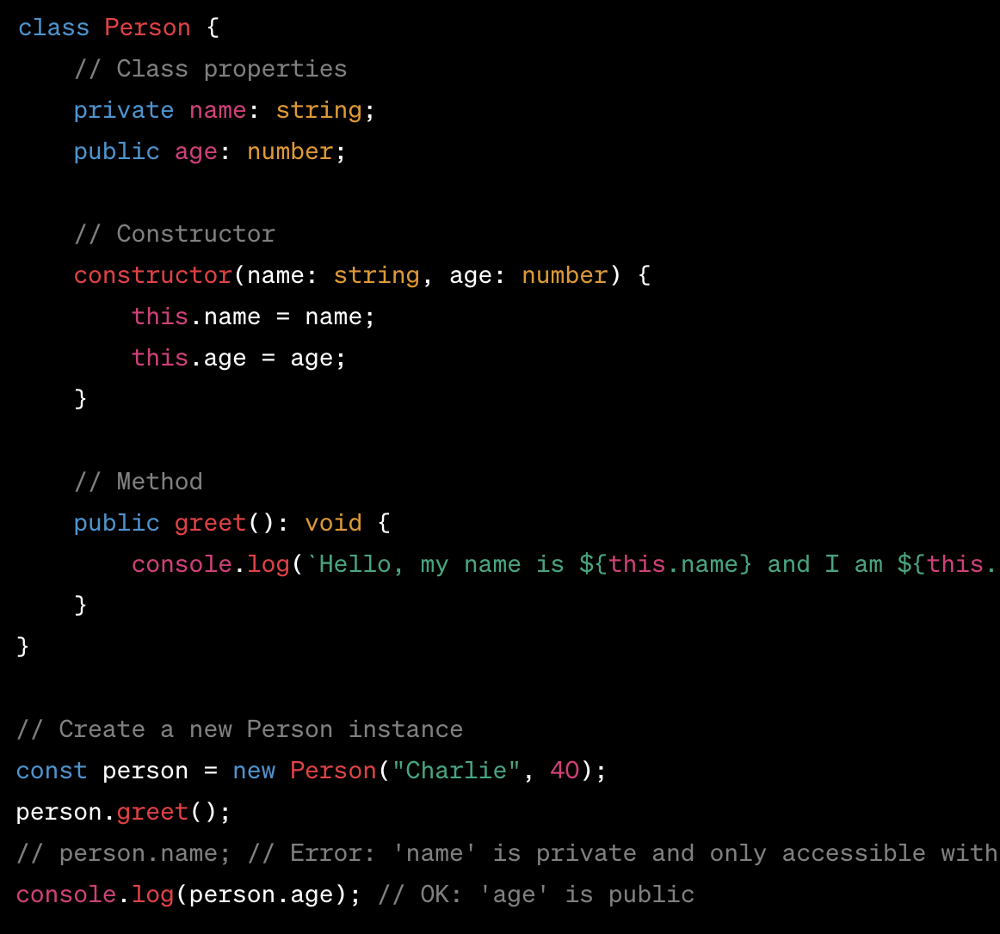 class Person {
    // Class properties
    private name: string;
    public age: number;

    // Constructor
    constructor(name: string, age: number) {
        this.name = name;
        this.age = age;
    }

    // Method
    public greet(): void {
        console.log(`Hello, my name is ${this.name} and I am ${this.
    }
}

// Create a new Person instance
const person = new Person("Charlie", 40);
person.greet();
// person.name; // Error: 'name' is private and only accessible with
console.log(person.age); // OK: 'age' is public